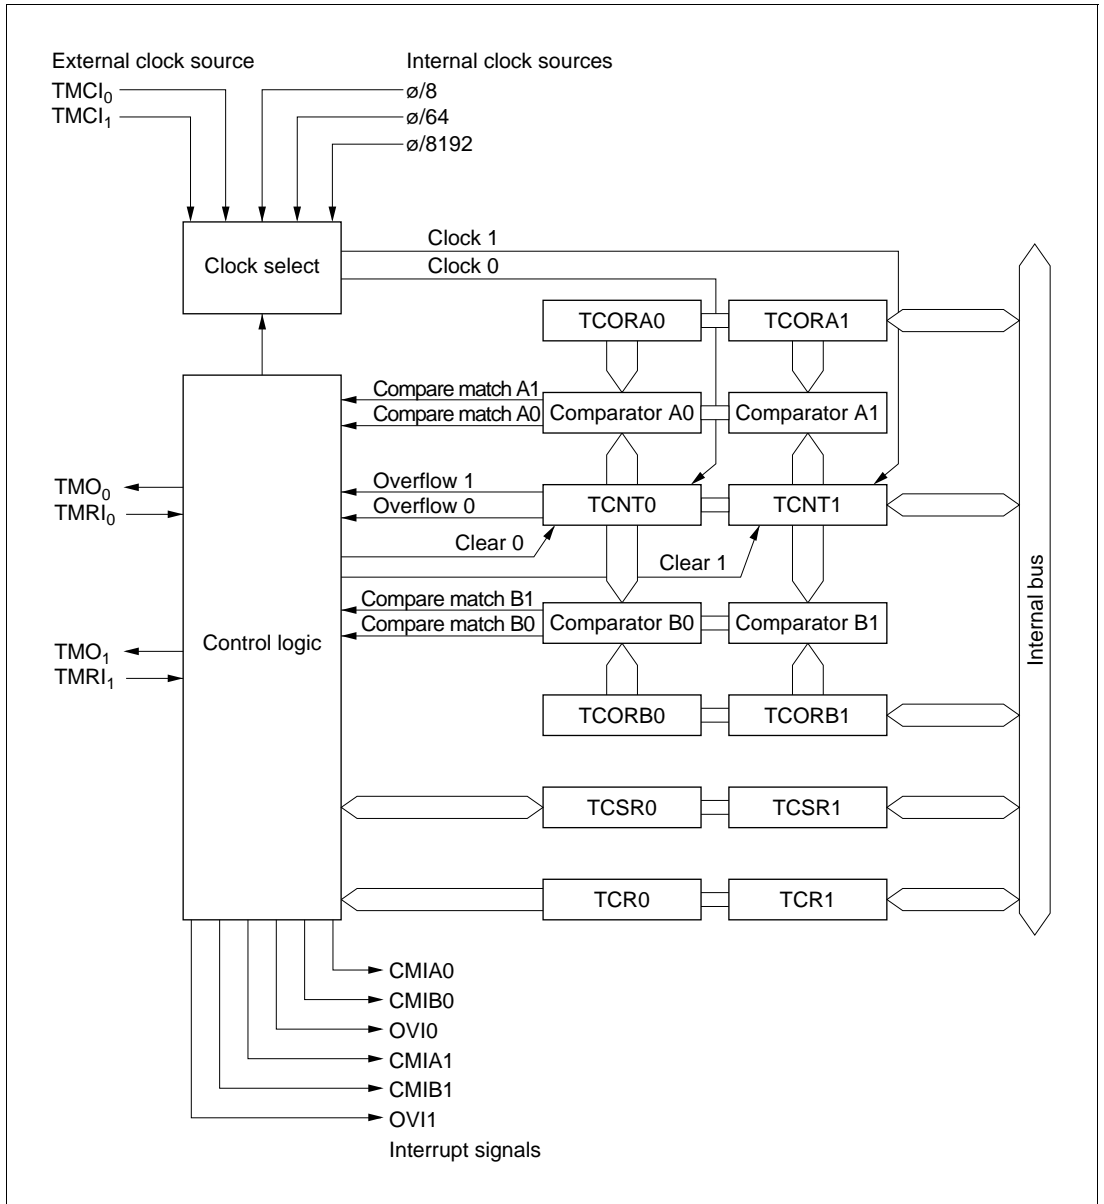 External clock source
Internal clock sources
TMCI₀
ø/8
TMCI₁
ø/64
ø/8192
Clock select
Clock 1
Clock 0
TCORA0
TCORA1
Compare match A1
Compare match A0
Comparator A0
Comparator A1
TMO₀
TMRI₀
Overflow 1
Overflow 0
TCNT0
TCNT1
Clear 0
Clear 1
Compare match B1
Compare match B0
Comparator B0
Comparator B1
Control logic
TMO₁
TMRI₁
TCORB0
TCORB1
TCSR0
TCSR1
TCR0
TCR1
Internal bus
CMIA0
CMIB0
OVI0
CMIA1
CMIB1
OVI1
Interrupt signals